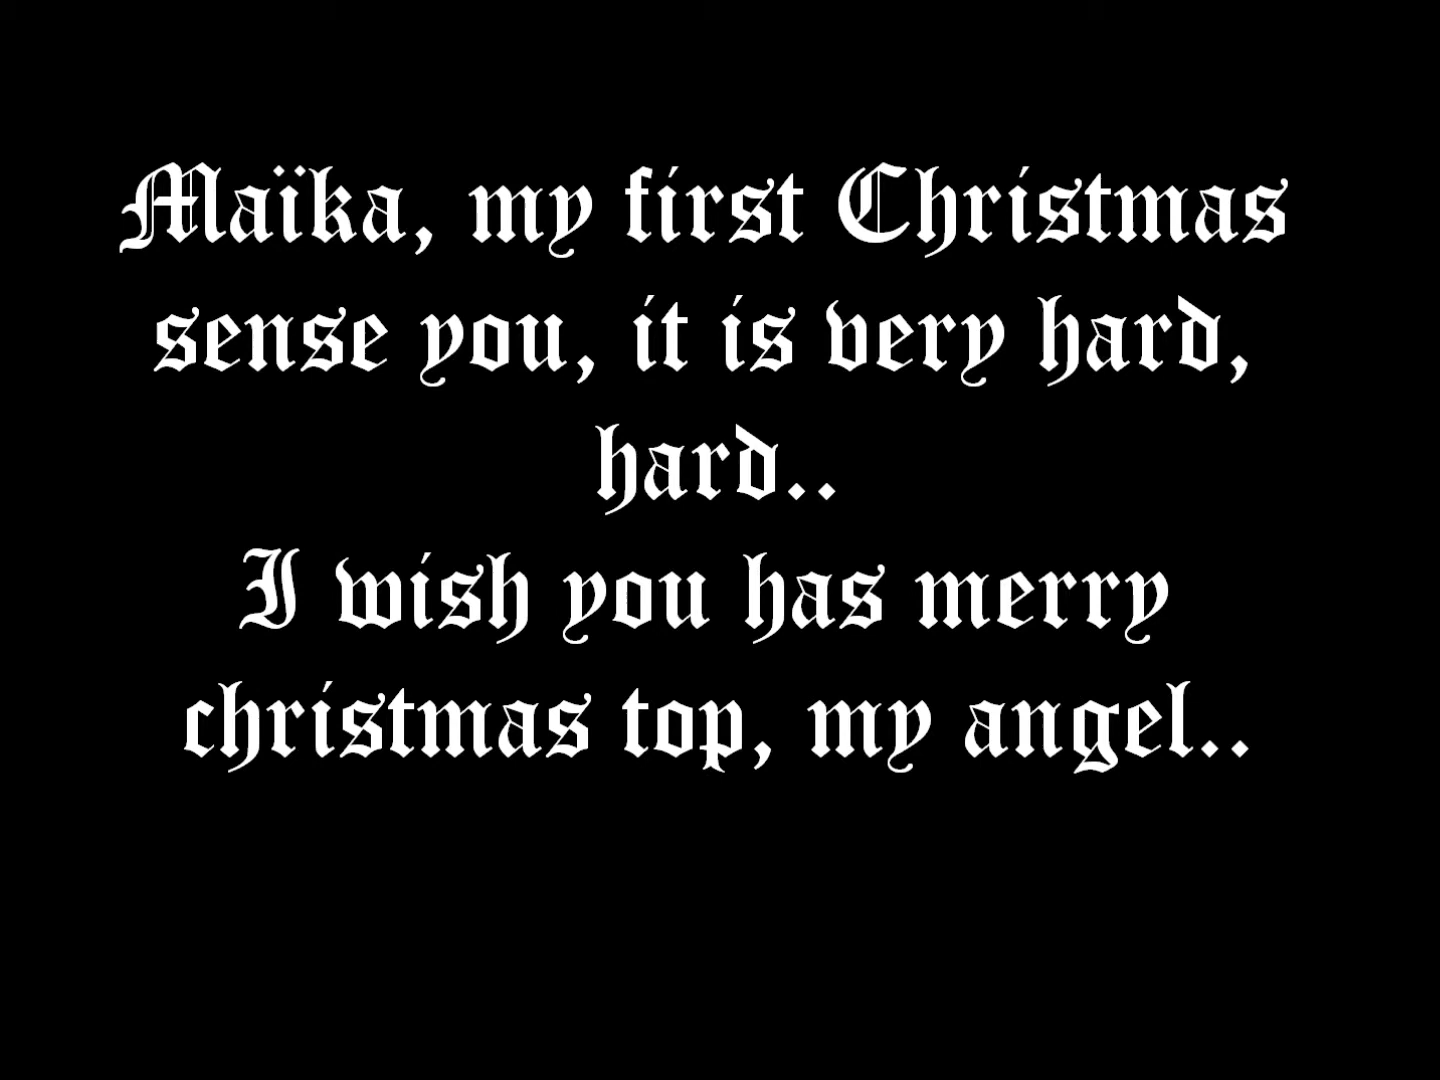 Maïka, my first Christmas
sense you, it is very hard,
hard..
I wish you has merry
christmas top, my angel..